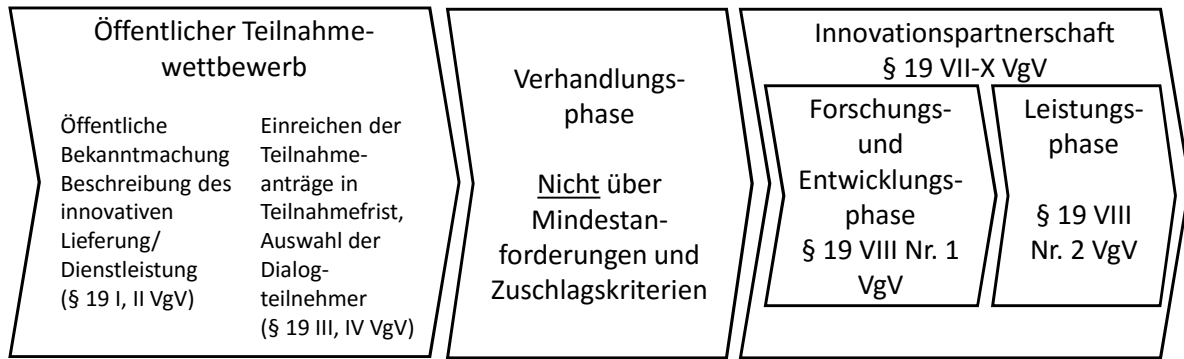 Öffentlicher Teilnahme-
wettbewerb
Öffentliche
Bekanntmachung
Beschreibung des
innovativen
Lieferung/
Dienstleistung
(§ 19 I, II VgV)
Einreichen der
Teilnahme-
anträge in
Teilnahmefrist,
Auswahl der
Dialog-
teilnehmer
(§ 19 III, IV VgV)
Verhandlungs-
phase
Nicht über
Mindestan-
forderungen und
Zuschlagskriterien
Innovationspartnerschaft
§ 19 VII-X VgV
Forschungs-
und
Entwicklungs-
phase
§ 19 VIII Nr. 1
VgV
Leistungs-
phase
§ 19 VIII
Nr. 2 VgV